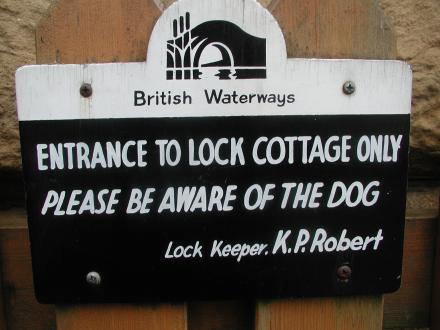 British Waterways
ENTRANCE TO LOCK COTTAGE ONLY
PLEASE BE AWARE OF THE DOG
Lock Keeper. K.P. Robert